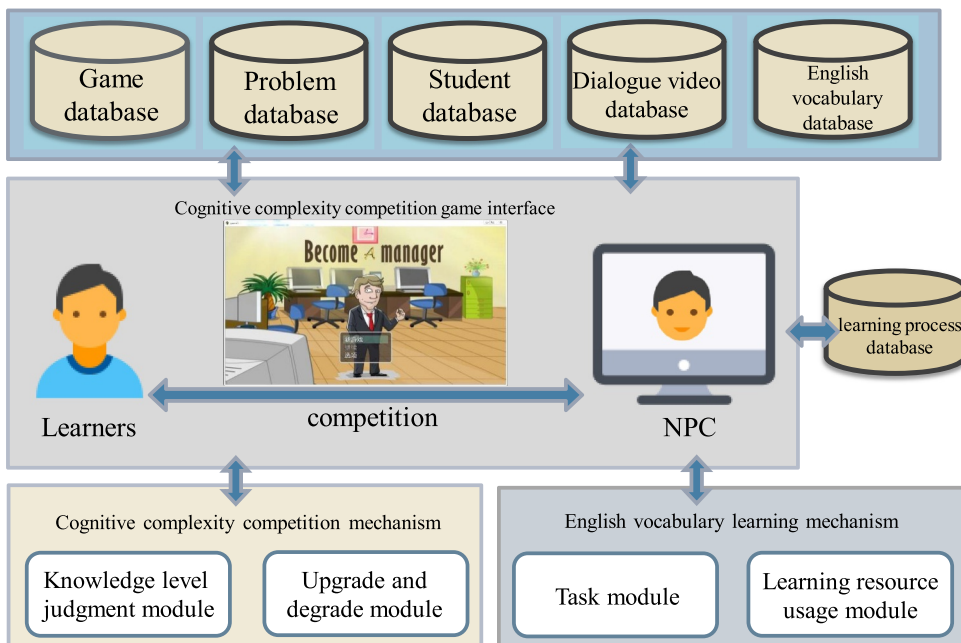 Game
database
Problem
database
Student
database
Dialogue video
database
English
vocabulary
database
Cognitive complexity competition game interface
Become A manager
learning process
database
competition
Learners
NPC
Cognitive complexity competition mechanism
Knowledge level
judgment module
Upgrade and
degrade module
English vocabulary learning mechanism
Task module
Learning resource
usage module